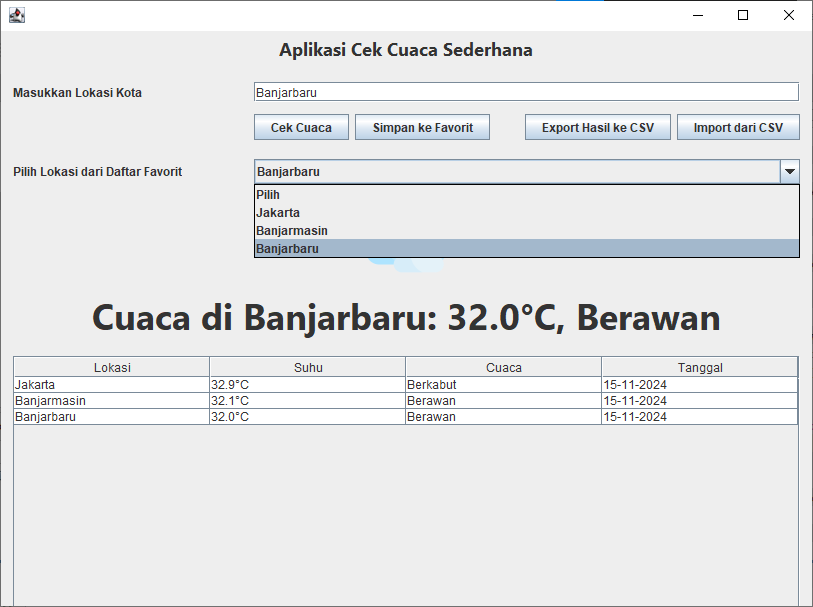 Aplikasi Cek Cuaca Sederhana
Masukkan Lokasi Kota
Banjarbaru
Cek Cuaca
Simpan ke Favorit
Export Hasil ke CSV
Import dari CSV
Pilih Lokasi dari Daftar Favorit
Banjarbaru
Pilih
Jakarta
Banjarmasin
Banjarbaru
Cuaca di Banjarbaru: 32.0°C, Berawan
Lokasi Suhu Cuaca Tanggal
Jakarta 32.9°C Berkabut 15-11-2024
Banjarmasin 32.1°C Berawan 15-11-2024
Banjarbaru 32.0°C Berawan 15-11-2024